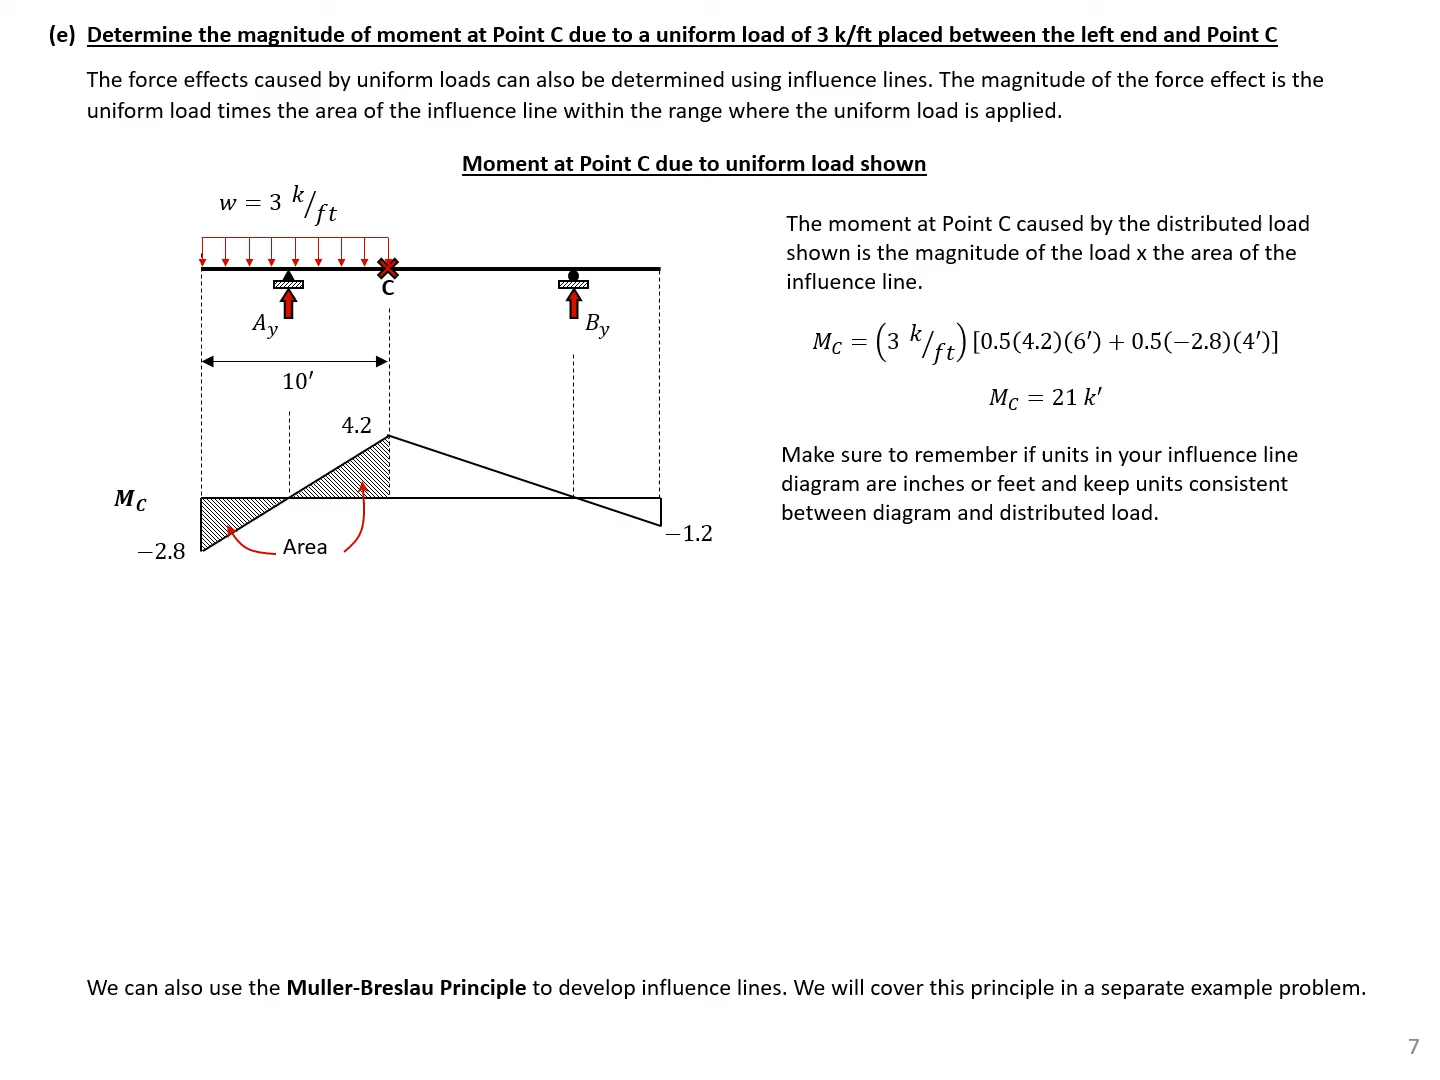 (e) Determine the magnitude of moment at Point C due to a uniform load of 3 k/ft placed between the left end and Point C
The force effects caused by uniform loads can also be determined using influence lines. The magnitude of the force effect is the
uniform load times the area of the influence line within the range where the uniform load is applied.
Moment at Point C due to uniform load shown
w = 3 k/ft
C
A_y
B_y
10′
4.2
M_C
−2.8
Area
−1.2
The moment at Point C caused by the distributed load
shown is the magnitude of the load x the area of the
influence line.
M_C = (3 k/ft) [0.5(4.2)(6′) + 0.5(−2.8)(4′)]
M_C = 21 k′
Make sure to remember if units in your influence line
diagram are inches or feet and keep units consistent
between diagram and distributed load.
We can also use the Muller-Breslau Principle to develop influence lines. We will cover this principle in a separate example problem.
7